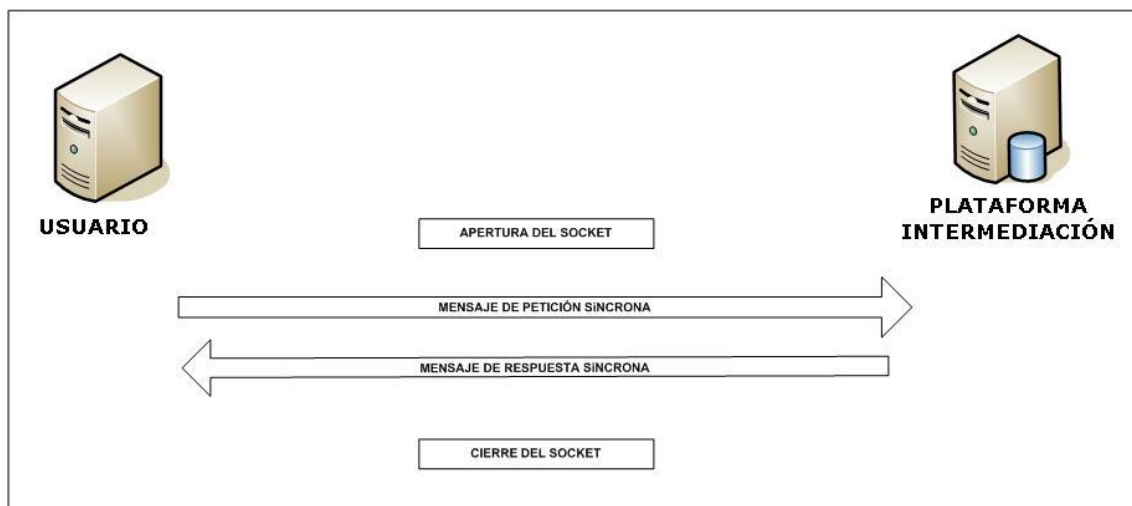 USUARIO
PLATAFORMA
INTERMEDIACIÓN
APERTURA DEL SOCKET
MENSAJE DE PETICIÓN SíNCRONA
MENSAJE DE RESPUESTA SíNCRONA
CIERRE DEL SOCKET